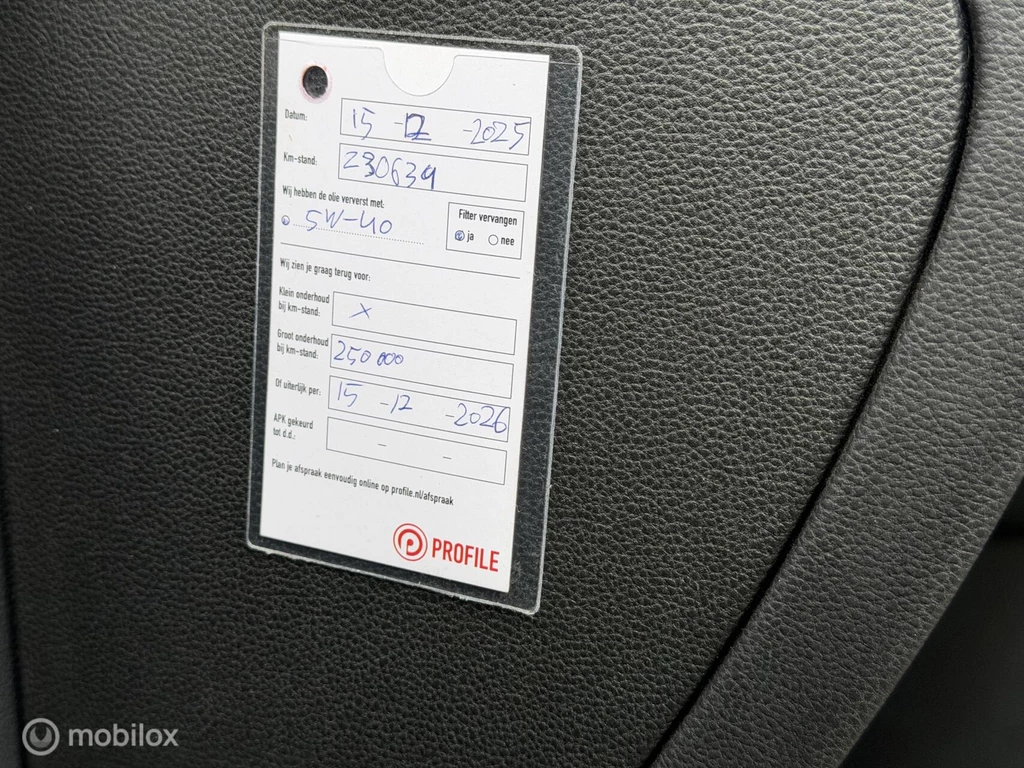 Datum: 15 -12 -2025
Km-stand: 230639
Wij hebben de olie ververst met:
5W-40
Filter vervangen
ja nee
Wij zien je graag terug voor:
Klein onderhoud
bij km-stand: X
Groot onderhoud
bij km-stand: 250 000
Of uiterlijk per: 15 -12 -2026
APK gekeurd
tot d.d.: - -
Plan je afspraak eenvoudig online op profile.nl/afspraak
PROFILE
mobilox